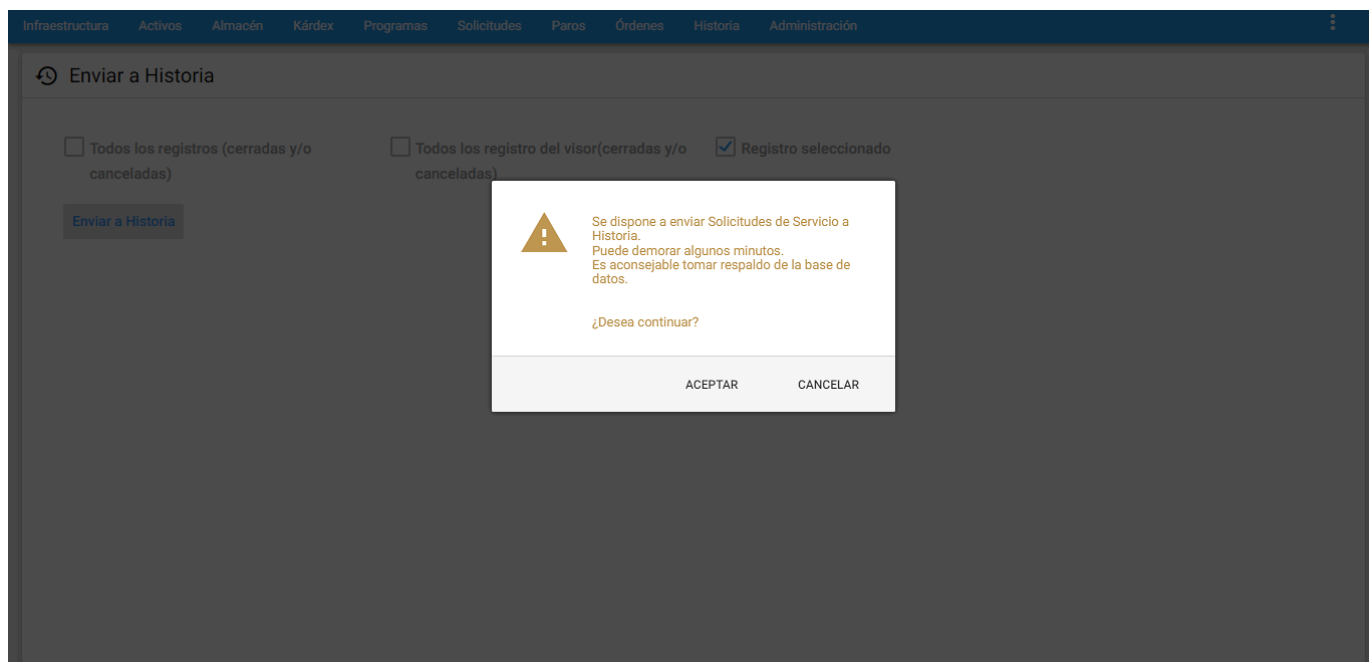 Infraestructura Activos Almacén Kárdex Programas Solicitudes Paros Órdenes Historia Administración
Enviar a Historia
Todos los registros (cerradas y/o
canceladas)
Todos los registro del visor(cerradas y/o
canceladas)
Registro seleccionado
Enviar a Historia
Se dispone a enviar Solicitudes de Servicio a
Historia.
Puede demorar algunos minutos.
Es aconsejable tomar respaldo de la base de
datos.
¿Desea continuar?
ACEPTAR CANCELAR